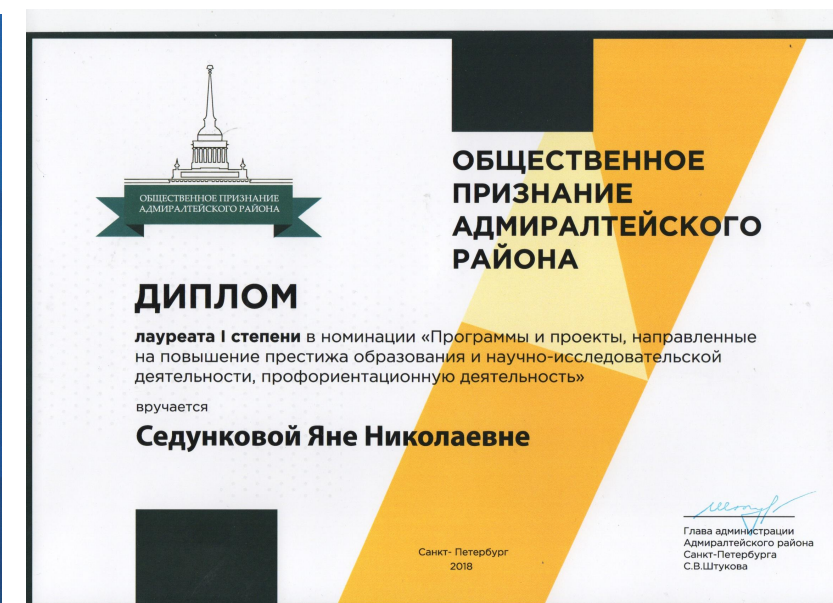 ОБЩЕСТВЕННОЕ ПРИЗНАНИЕ
АДМИРАЛТЕЙСКОГО РАЙОНА
ОБЩЕСТВЕННОЕ
ПРИЗНАНИЕ
АДМИРАЛТЕЙСКОГО
РАЙОНА
ДИПЛОМ
лауреата I степени в номинации «Программы и проекты, направленные
на повышение престижа образования и научно-исследовательской
деятельности, профориентационную деятельность»
вручается
Седунковой Яне Николаевне
Санкт- Петербург
2018
Глава администрации
Адмиралтейского района
Санкт-Петербурга
С.В.Штукова